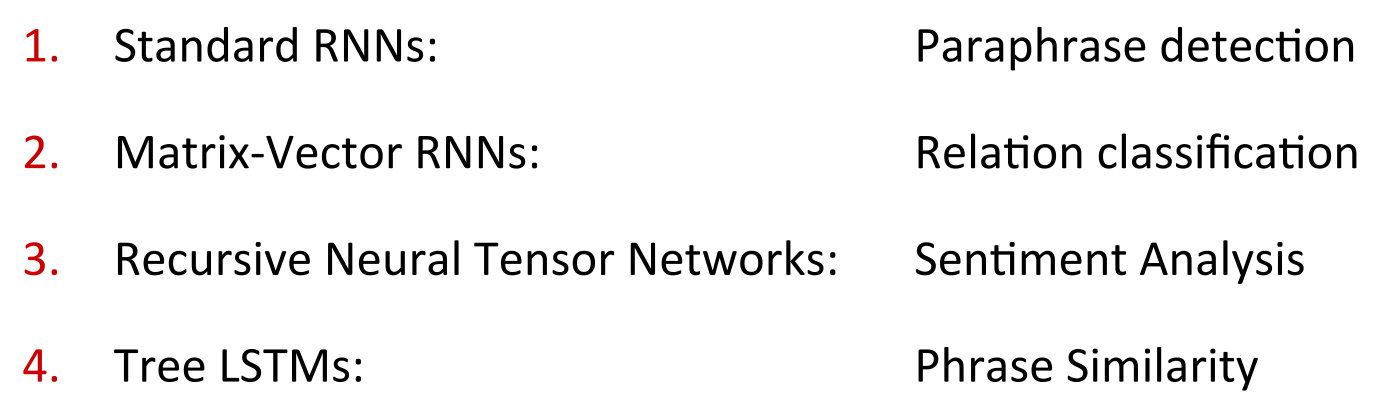 1. Standard RNNs: Paraphrase detection
2. Matrix-Vector RNNs: Relation classification
3. Recursive Neural Tensor Networks: Sentiment Analysis
4. Tree LSTMs: Phrase Similarity